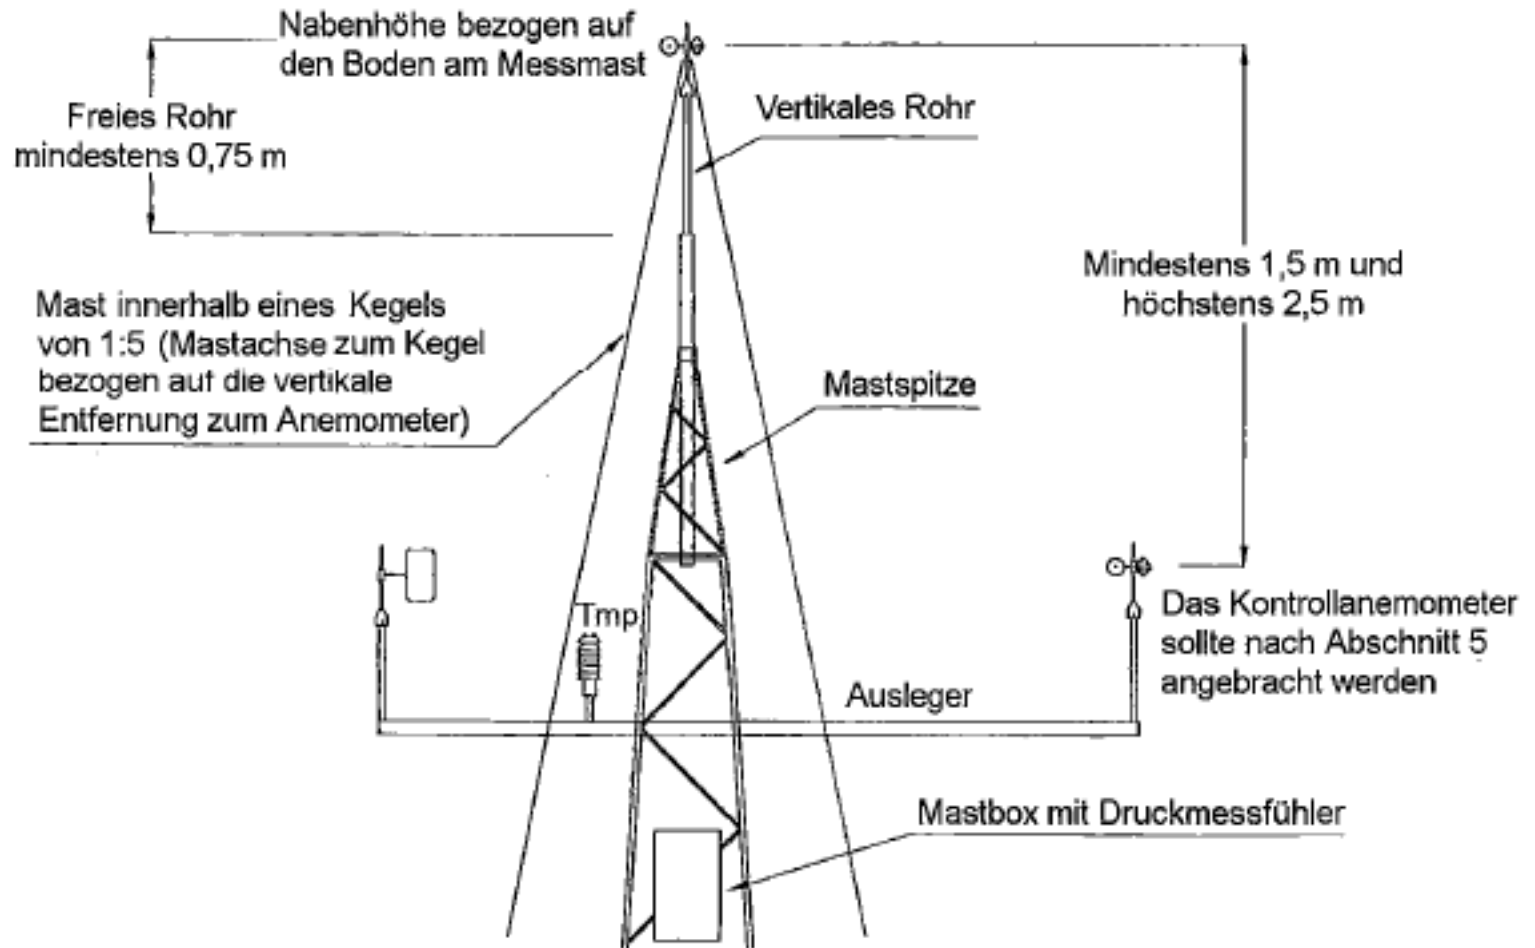 Nabenhöhe bezogen auf
den Boden am Messmast
Freies Rohr
mindestens 0,75 m
Vertikales Rohr
Mindestens 1,5 m und
höchstens 2,5 m
Mast innerhalb eines Kegels
von 1:5 (Mastachse zum Kegel
bezogen auf die vertikale
Entfernung zum Anemometer)
Mastspitze
Tmp
Das Kontrollanemometer
sollte nach Abschnitt 5
angebracht werden
Ausleger
Mastbox mit Druckmessfühler